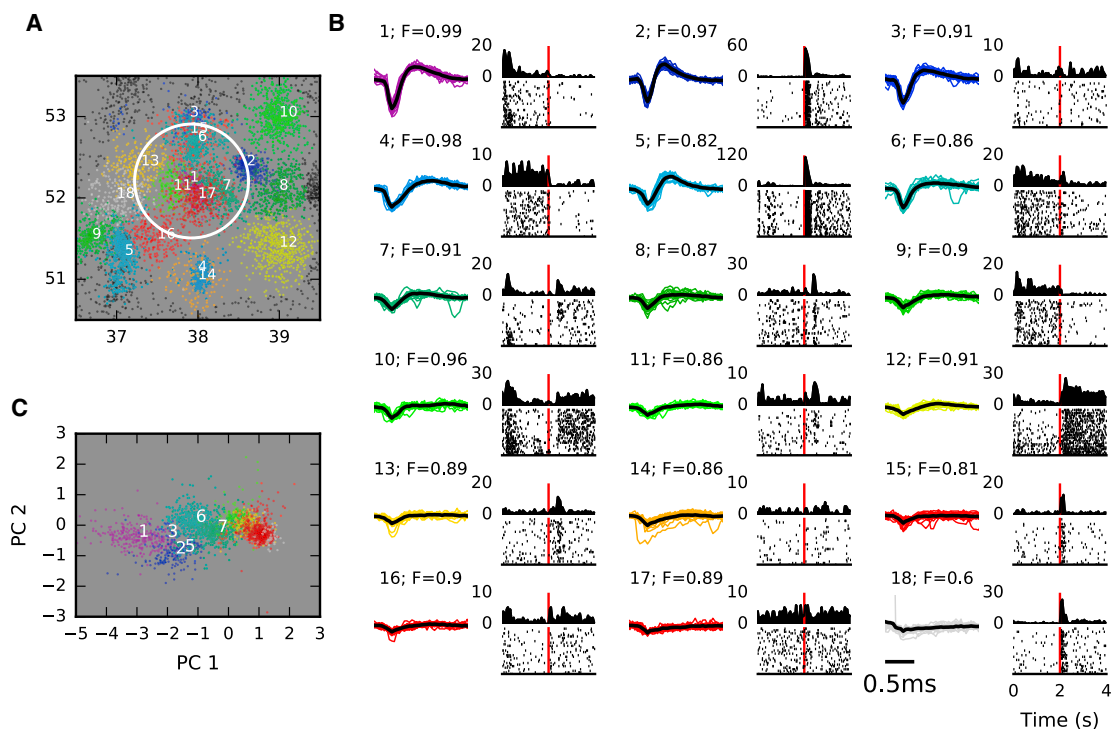 A
53
52
51
37 38 39
3
15
6
10
13
2
1
11 17 7 8
18
9 16
5 12
4
14
B
1; F=0.99 20 0
2; F=0.97 60 0
3; F=0.91 10 0
4; F=0.98 10 0
5; F=0.82 120 0
6; F=0.86 20 0
7; F=0.91 20 0
8; F=0.87 30 0
9; F=0.9 20 0
10; F=0.96 30 0
11; F=0.86 10 0
12; F=0.91 30 0
13; F=0.89 20 0
14; F=0.86 10 0
15; F=0.81 20 0
16; F=0.9 10 0
17; F=0.89 10 0
18; F=0.6 30 0
0.5ms
0 2 4
Time (s)
C
PC 2
3
2
1
0
−1
−2
−3
1 3 6 7
2 5
−5 −4 −3 −2 −1 0 1 2 3
PC 1